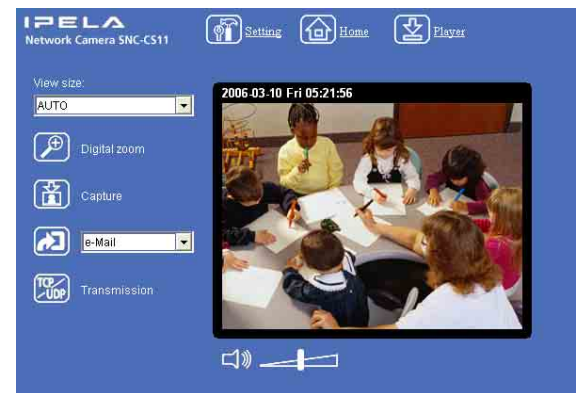 IPELA
Network Camera SNC-CS11
Setting
Home
Player
View size:
AUTO
Digital zoom
Capture
e-Mail
TCP/
UDP
Transmission
2006-03-10 Fri 05:21:56